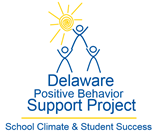 Delaware
Positive Behavior
Support Project
School Climate & Student Success